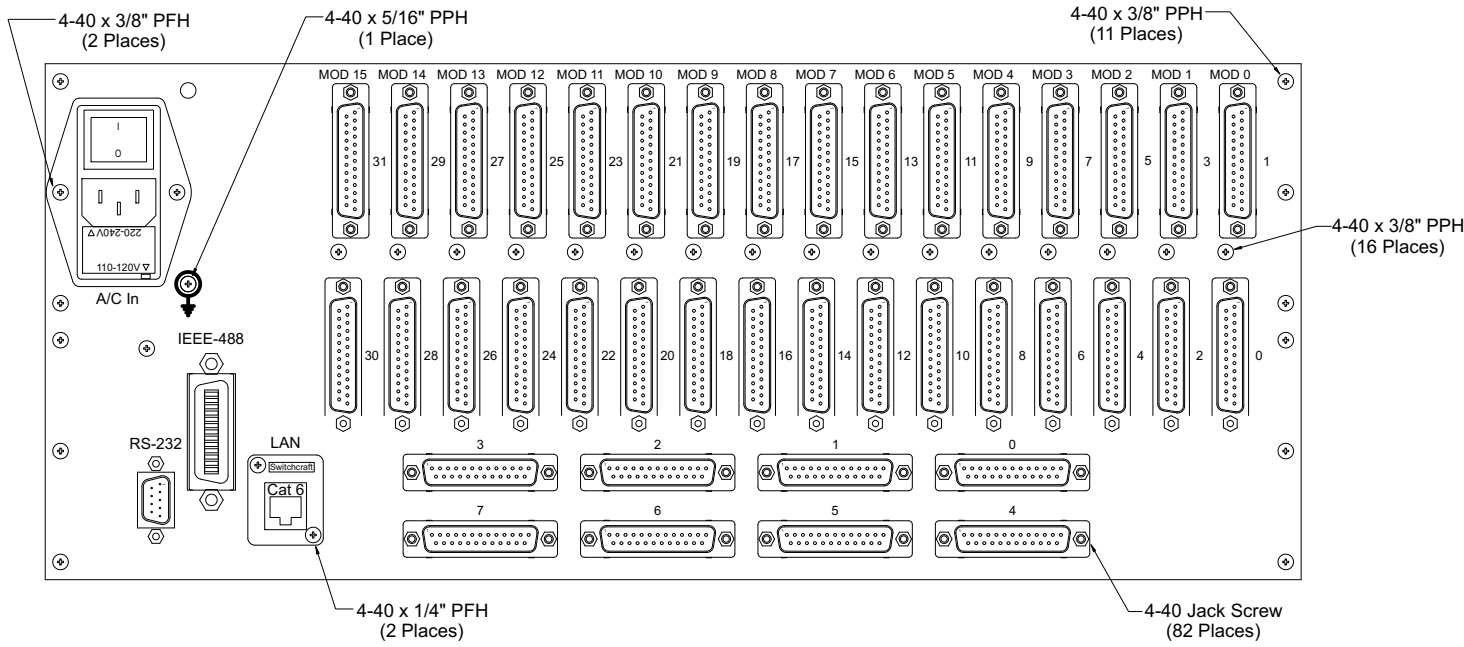 4-40 x 3/8" PFH
(2 Places)
4-40 x 5/16" PPH
(1 Place)
4-40 x 3/8" PPH
(11 Places)
MOD 15 MOD 14 MOD 13 MOD 12 MOD 11 MOD 10 MOD 9 MOD 8 MOD 7 MOD 6 MOD 5 MOD 4 MOD 3 MOD 2 MOD 1 MOD 0
I
0
31 29 27 25 23 21 19 17 15 13 11 9 7 5 3 1
220-240V
110-120V
A/C In
4-40 x 3/8" PPH
(16 Places)
IEEE-488
30 28 26 24 22 20 18 16 14 12 10 8 6 4 2 0
RS-232
LAN
Switchcraft
Cat 6
3 2 1 0
7 6 5 4
4-40 x 1/4" PFH
(2 Places)
4-40 Jack Screw
(82 Places)